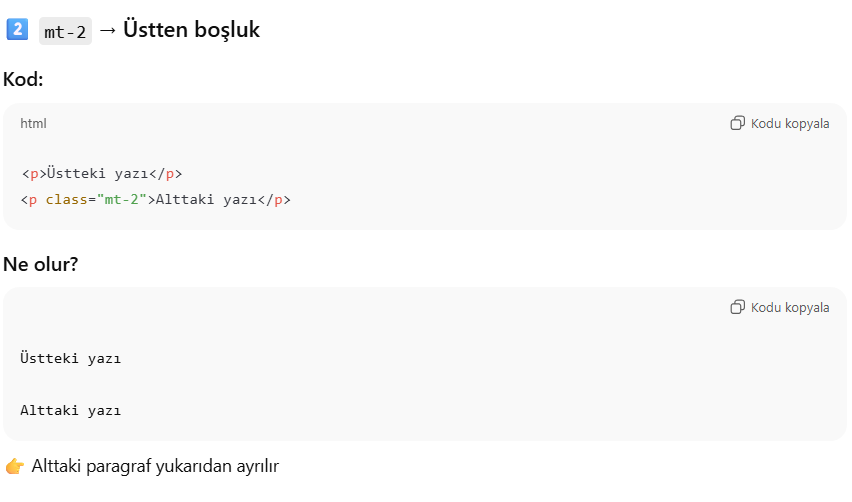 2️⃣ mt-2 → Üstten boşluk
Kod:
html
Kodu kopyala
<p>Üstteki yazı</p>
<p class="mt-2">Alttaki yazı</p>
Ne olur?
Kodu kopyala
Üstteki yazı
Alttaki yazı
👉 Alttaki paragraf yukarıdan ayrılır